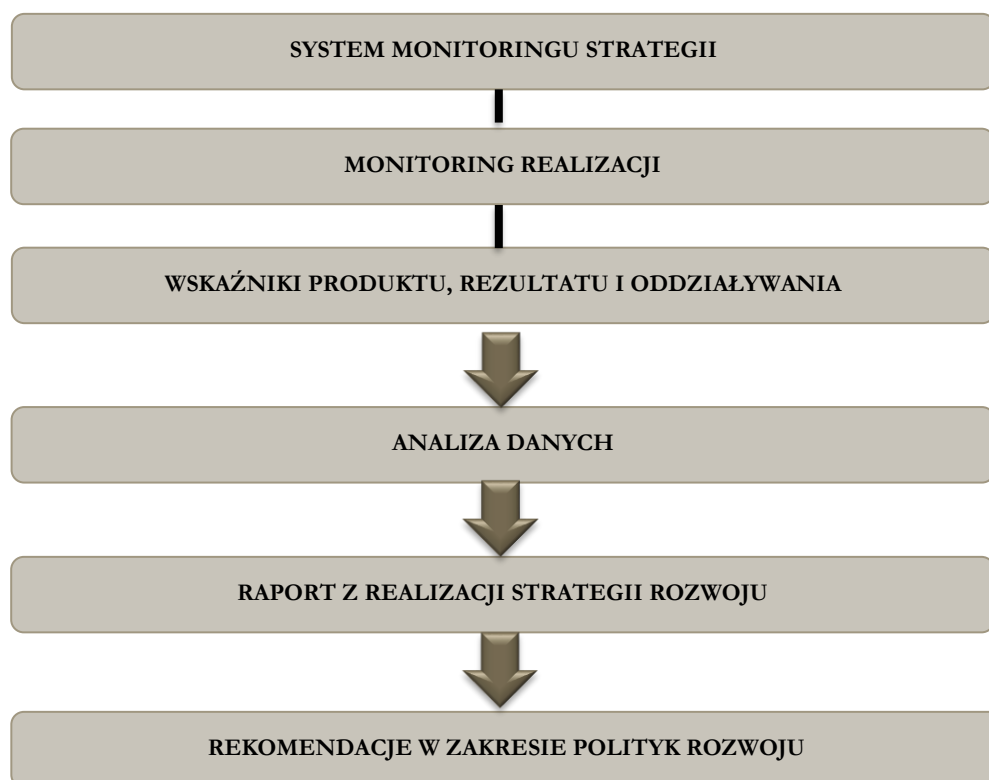 SYSTEM MONITORINGU STRATEGII
MONITORING REALIZACJI
WSKAŹNIKI PRODUKTU, REZULTATU I ODDZIAŁYWANIA
ANALIZA DANYCH
RAPORT Z REALIZACJI STRATEGII ROZWOJU
REKOMENDACJE W ZAKRESIE POLITYK ROZWOJU